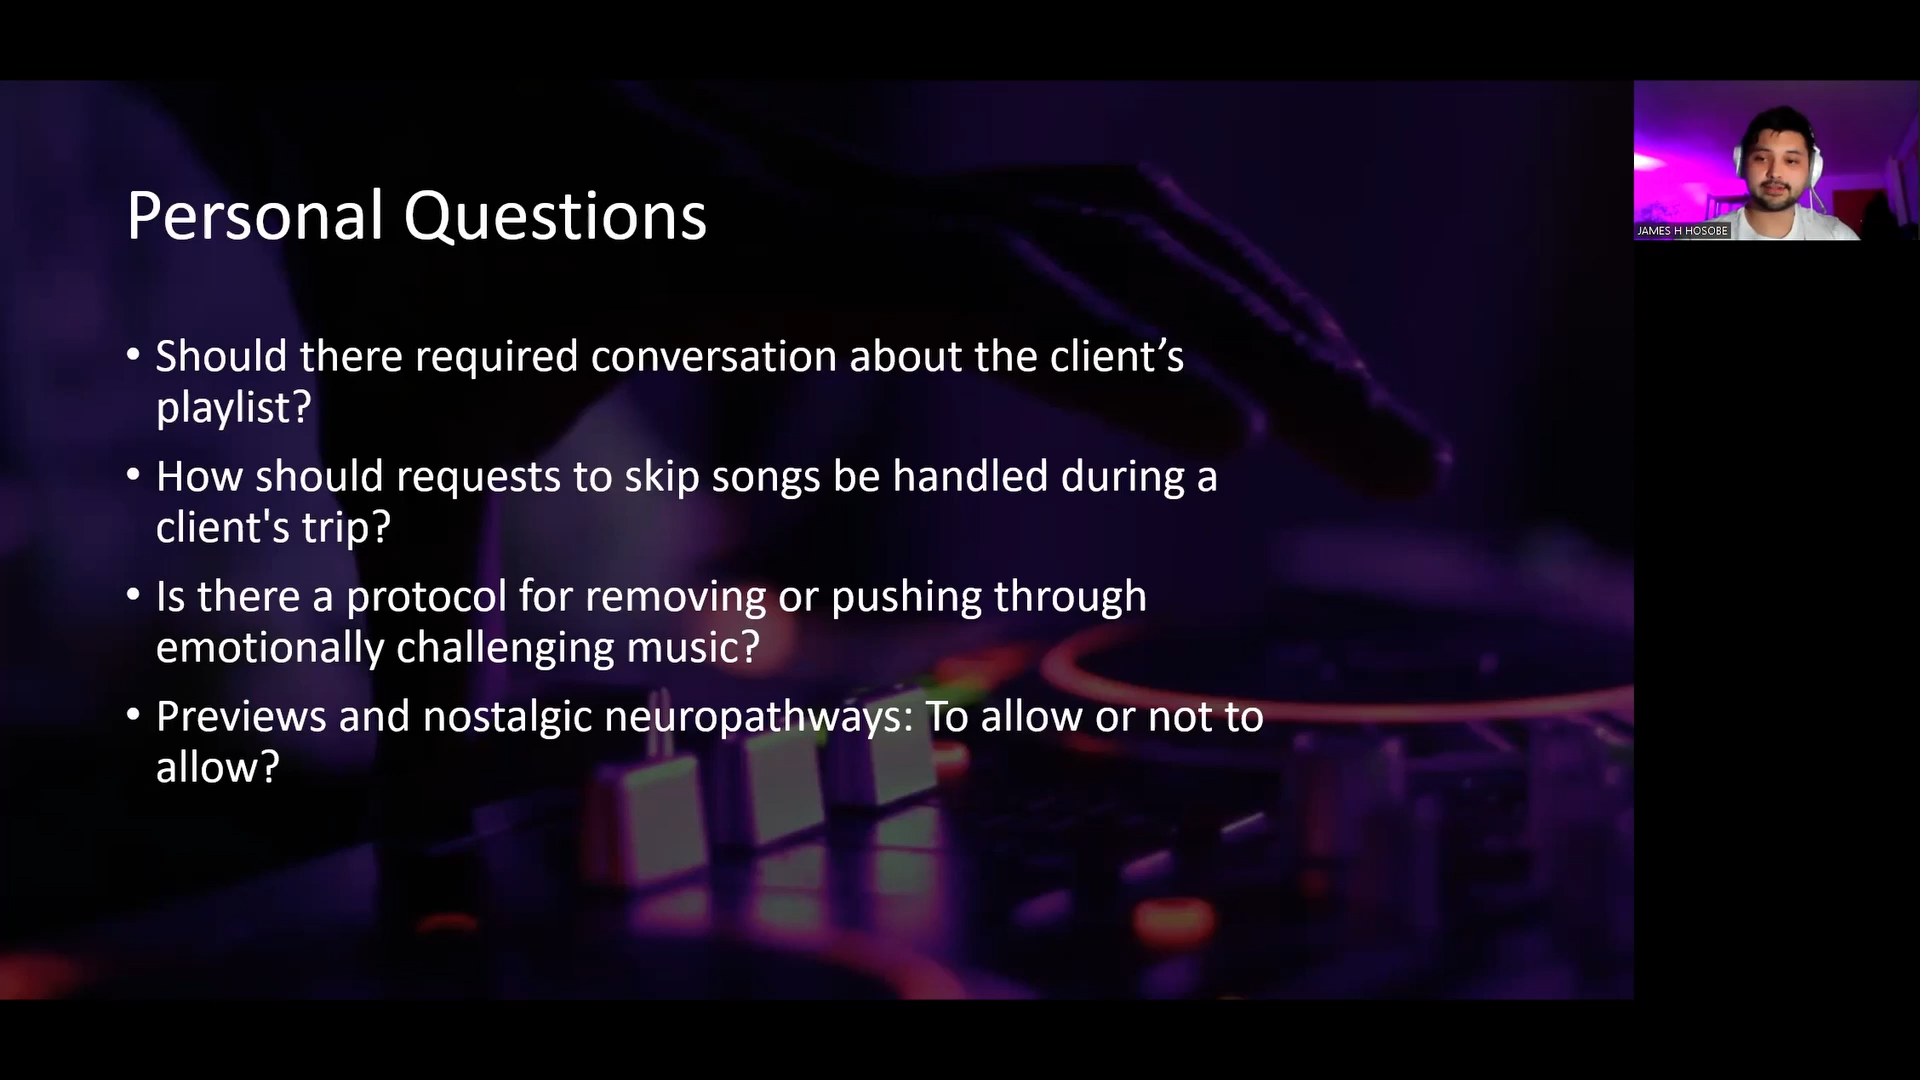 Personal Questions
• Should there required conversation about the client’s
playlist?
• How should requests to skip songs be handled during a
client's trip?
• Is there a protocol for removing or pushing through
emotionally challenging music?
• Previews and nostalgic neuropathways: To allow or not to
allow?
JAMES H HOSOBE